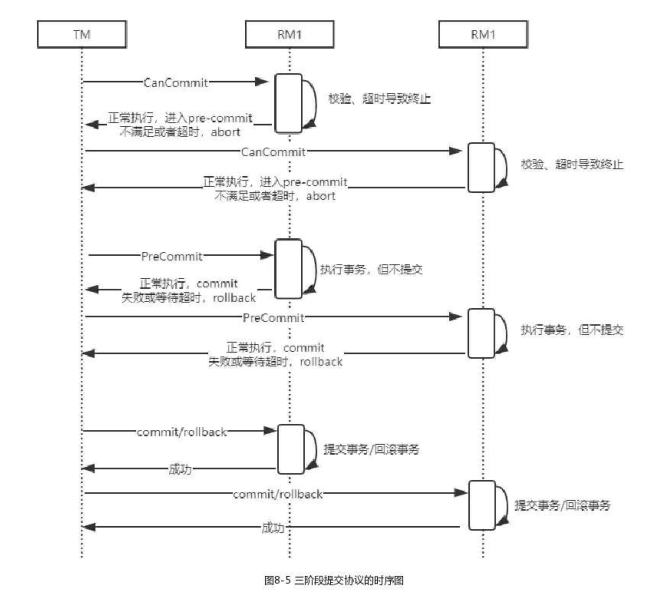 TM
RM1
RM1
CanCommit
校验、超时导致终止
正常执行，进入pre-commit
不满足或者超时，abort
CanCommit
校验、超时导致终止
正常执行，进入pre-commit
不满足或者超时，abort
PreCommit
执行事务，但不提交
正常执行，commit
失败或等待超时，rollback
PreCommit
执行事务，但不提交
正常执行，commit
失败或等待超时，rollback
commit/rollback
提交事务/回滚事务
成功
commit/rollback
提交事务/回滚事务
成功
图8-5 三阶段提交协议的时序图